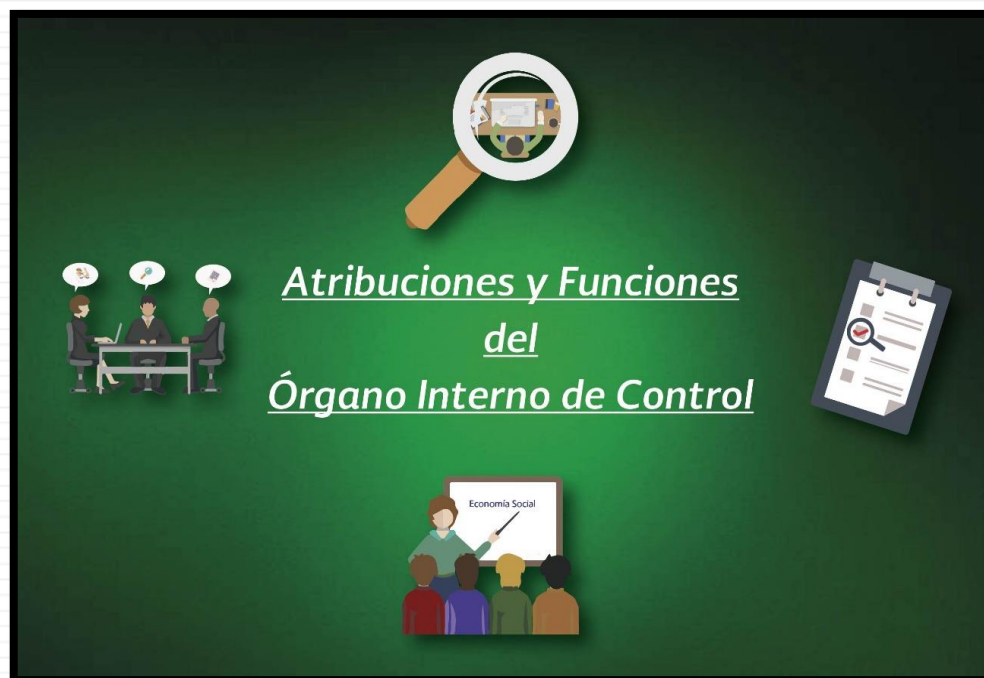 Atribuciones y Funciones
del
Órgano Interno de Control
Economía Social